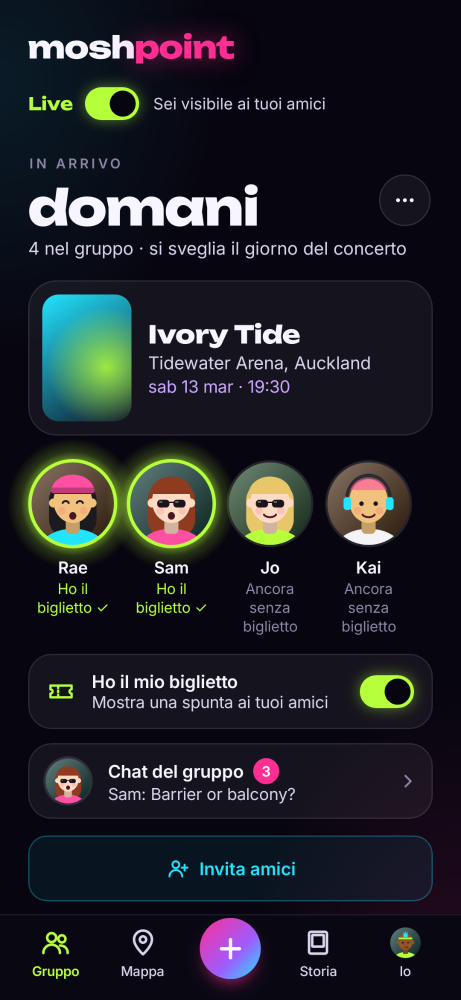 moshpoint
Live
Sei visibile ai tuoi amici
IN ARRIVO
domani
4 nel gruppo · si sveglia il giorno del concerto
Ivory Tide
Tidewater Arena, Auckland
sab 13 mar · 19:30
Rae
Ho il
biglietto ✓
Sam
Ho il
biglietto ✓
Jo
Ancora
senza
biglietto
Kai
Ancora
senza
biglietto
Ho il mio biglietto
Mostra una spunta ai tuoi amici
Chat del gruppo 3
Sam: Barrier or balcony?
Invita amici
Gruppo
Mappa
Storia
Io